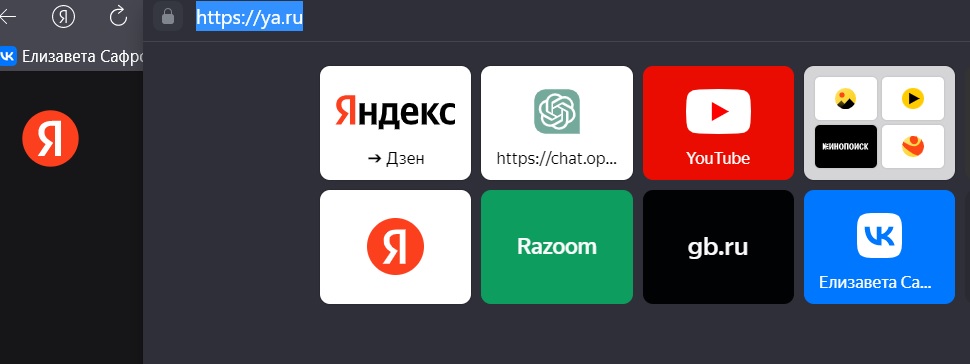 https://ya.ru
Елизавета Сафро
Я
Яндекс
→ Дзен
https://chat.op...
YouTube
КИНОПОИСК
Я
Razoom
gb.ru
Елизавета Са...